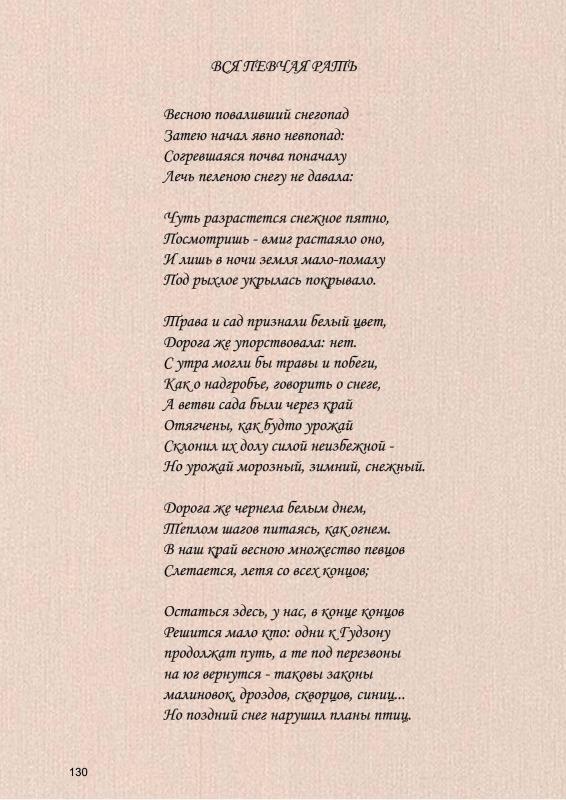 ВСЯ ПЕВЧАЯ РАТЬ
Весною поваливший снегопад
Затею начал явно невпопад:
Согревшаяся почва поначалу
Лечь пеленою снегу не давала:
Чуть разрастется снежное пятно,
Посмотришь - вмиг растаяло оно,
И лишь в ночи земля мало-помалу
Под рыхлое укрылась покрывало.
Трава и сад признали белый цвет,
Дорога же упорствовала: нет.
С утра могли бы травы и побеги,
Как о надгробье, говорить о снеге,
А ветви сада были через край
Отягчены, как будто урожай
Склонил их долу силой неизбежной -
Но урожай морозный, зимний, снежный.
Дорога же чернела белым днем,
Теплом шагов питаясь, как огнем.
В наш край весною множество певцов
Слетается, летя со всех концов;
Остаться здесь, у нас, в конце концов
Решится мало кто: одни к Гудзону
продолжат путь, а те под перезвоны
на юг вернутся - таковы законы
малиновок, дроздов, скворцов, синиц...
Но поздний снег нарушил планы птиц.
130